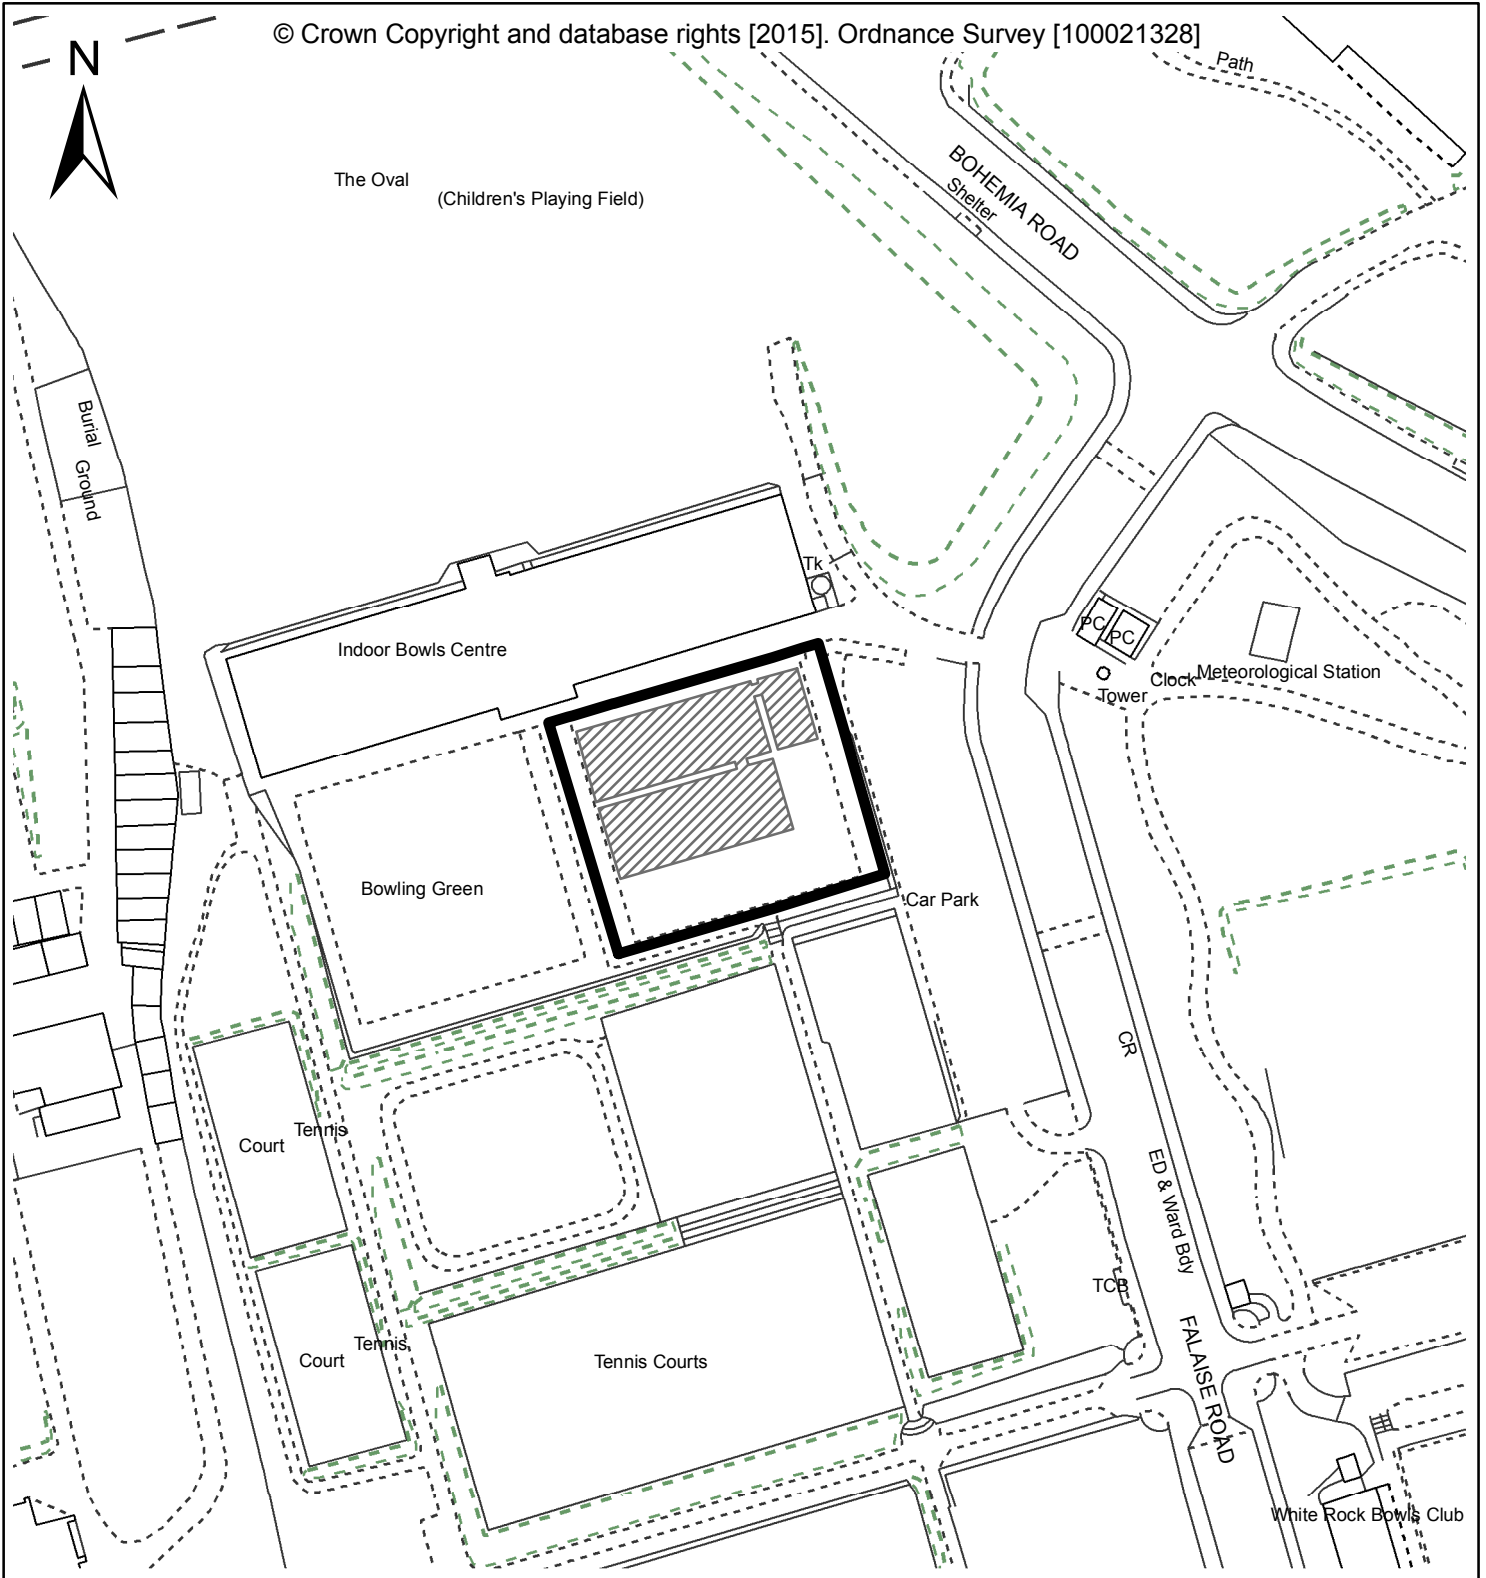 © Crown Copyright and database rights [2015]. Ordnance Survey [100021328]
N
Path
BOHEMIA ROAD
Shelter
The Oval
(Children's Playing Field)
Burial
Ground
Tk
PC
PC
Indoor Bowls Centre
Meteorological Station
Clock
Tower
Bowling Green
Car Park
CR
Tennis
Court
ED & Ward Bdy
TCB
Tennis
Court
Tennis Courts
FALAISE ROAD
White Rock Bowls Club